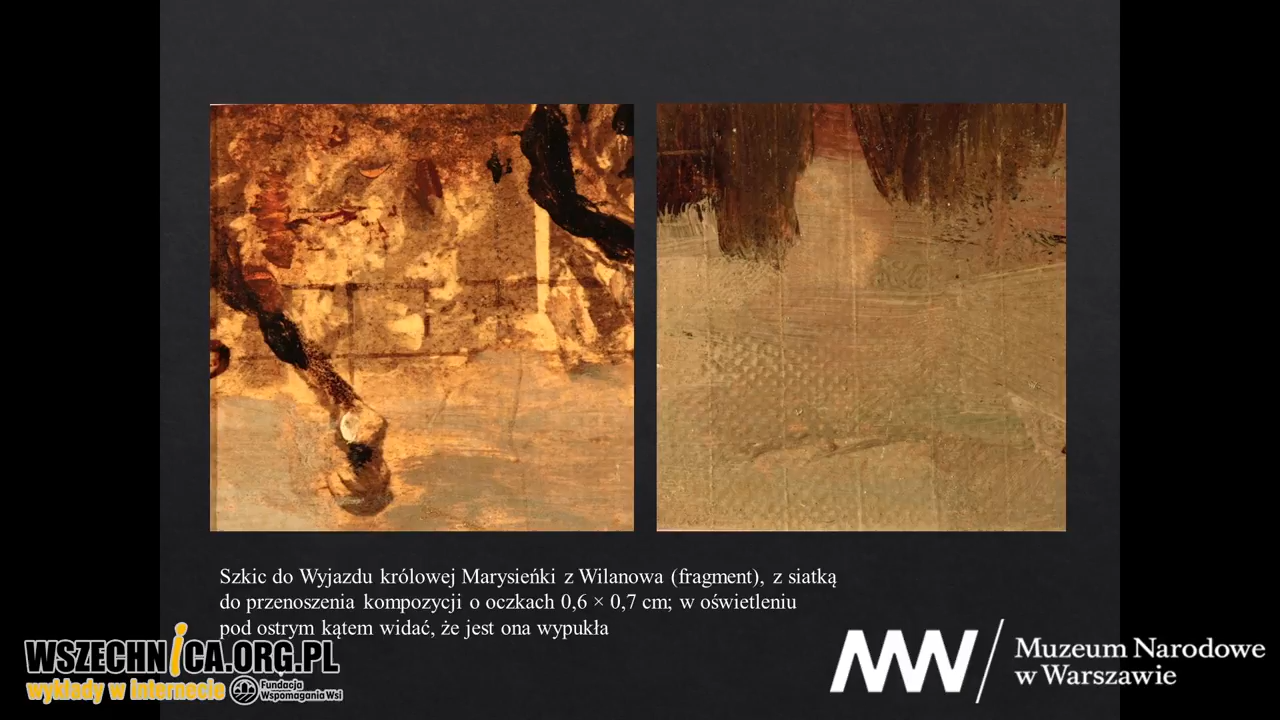 Szkic do Wyjazdu królowej Marysieńki z Wilanowa (fragment), z siatką
do przenoszenia kompozycji o oczkach 0,6 × 0,7 cm; w oświetleniu
pod ostrym kątem widać, że jest ona wypukła
WSZECHNICA.ORG.PL
wykłady w internecie
Fundacja
Wspomagania Wsi
MNW
Muzeum Narodowe
w Warszawie